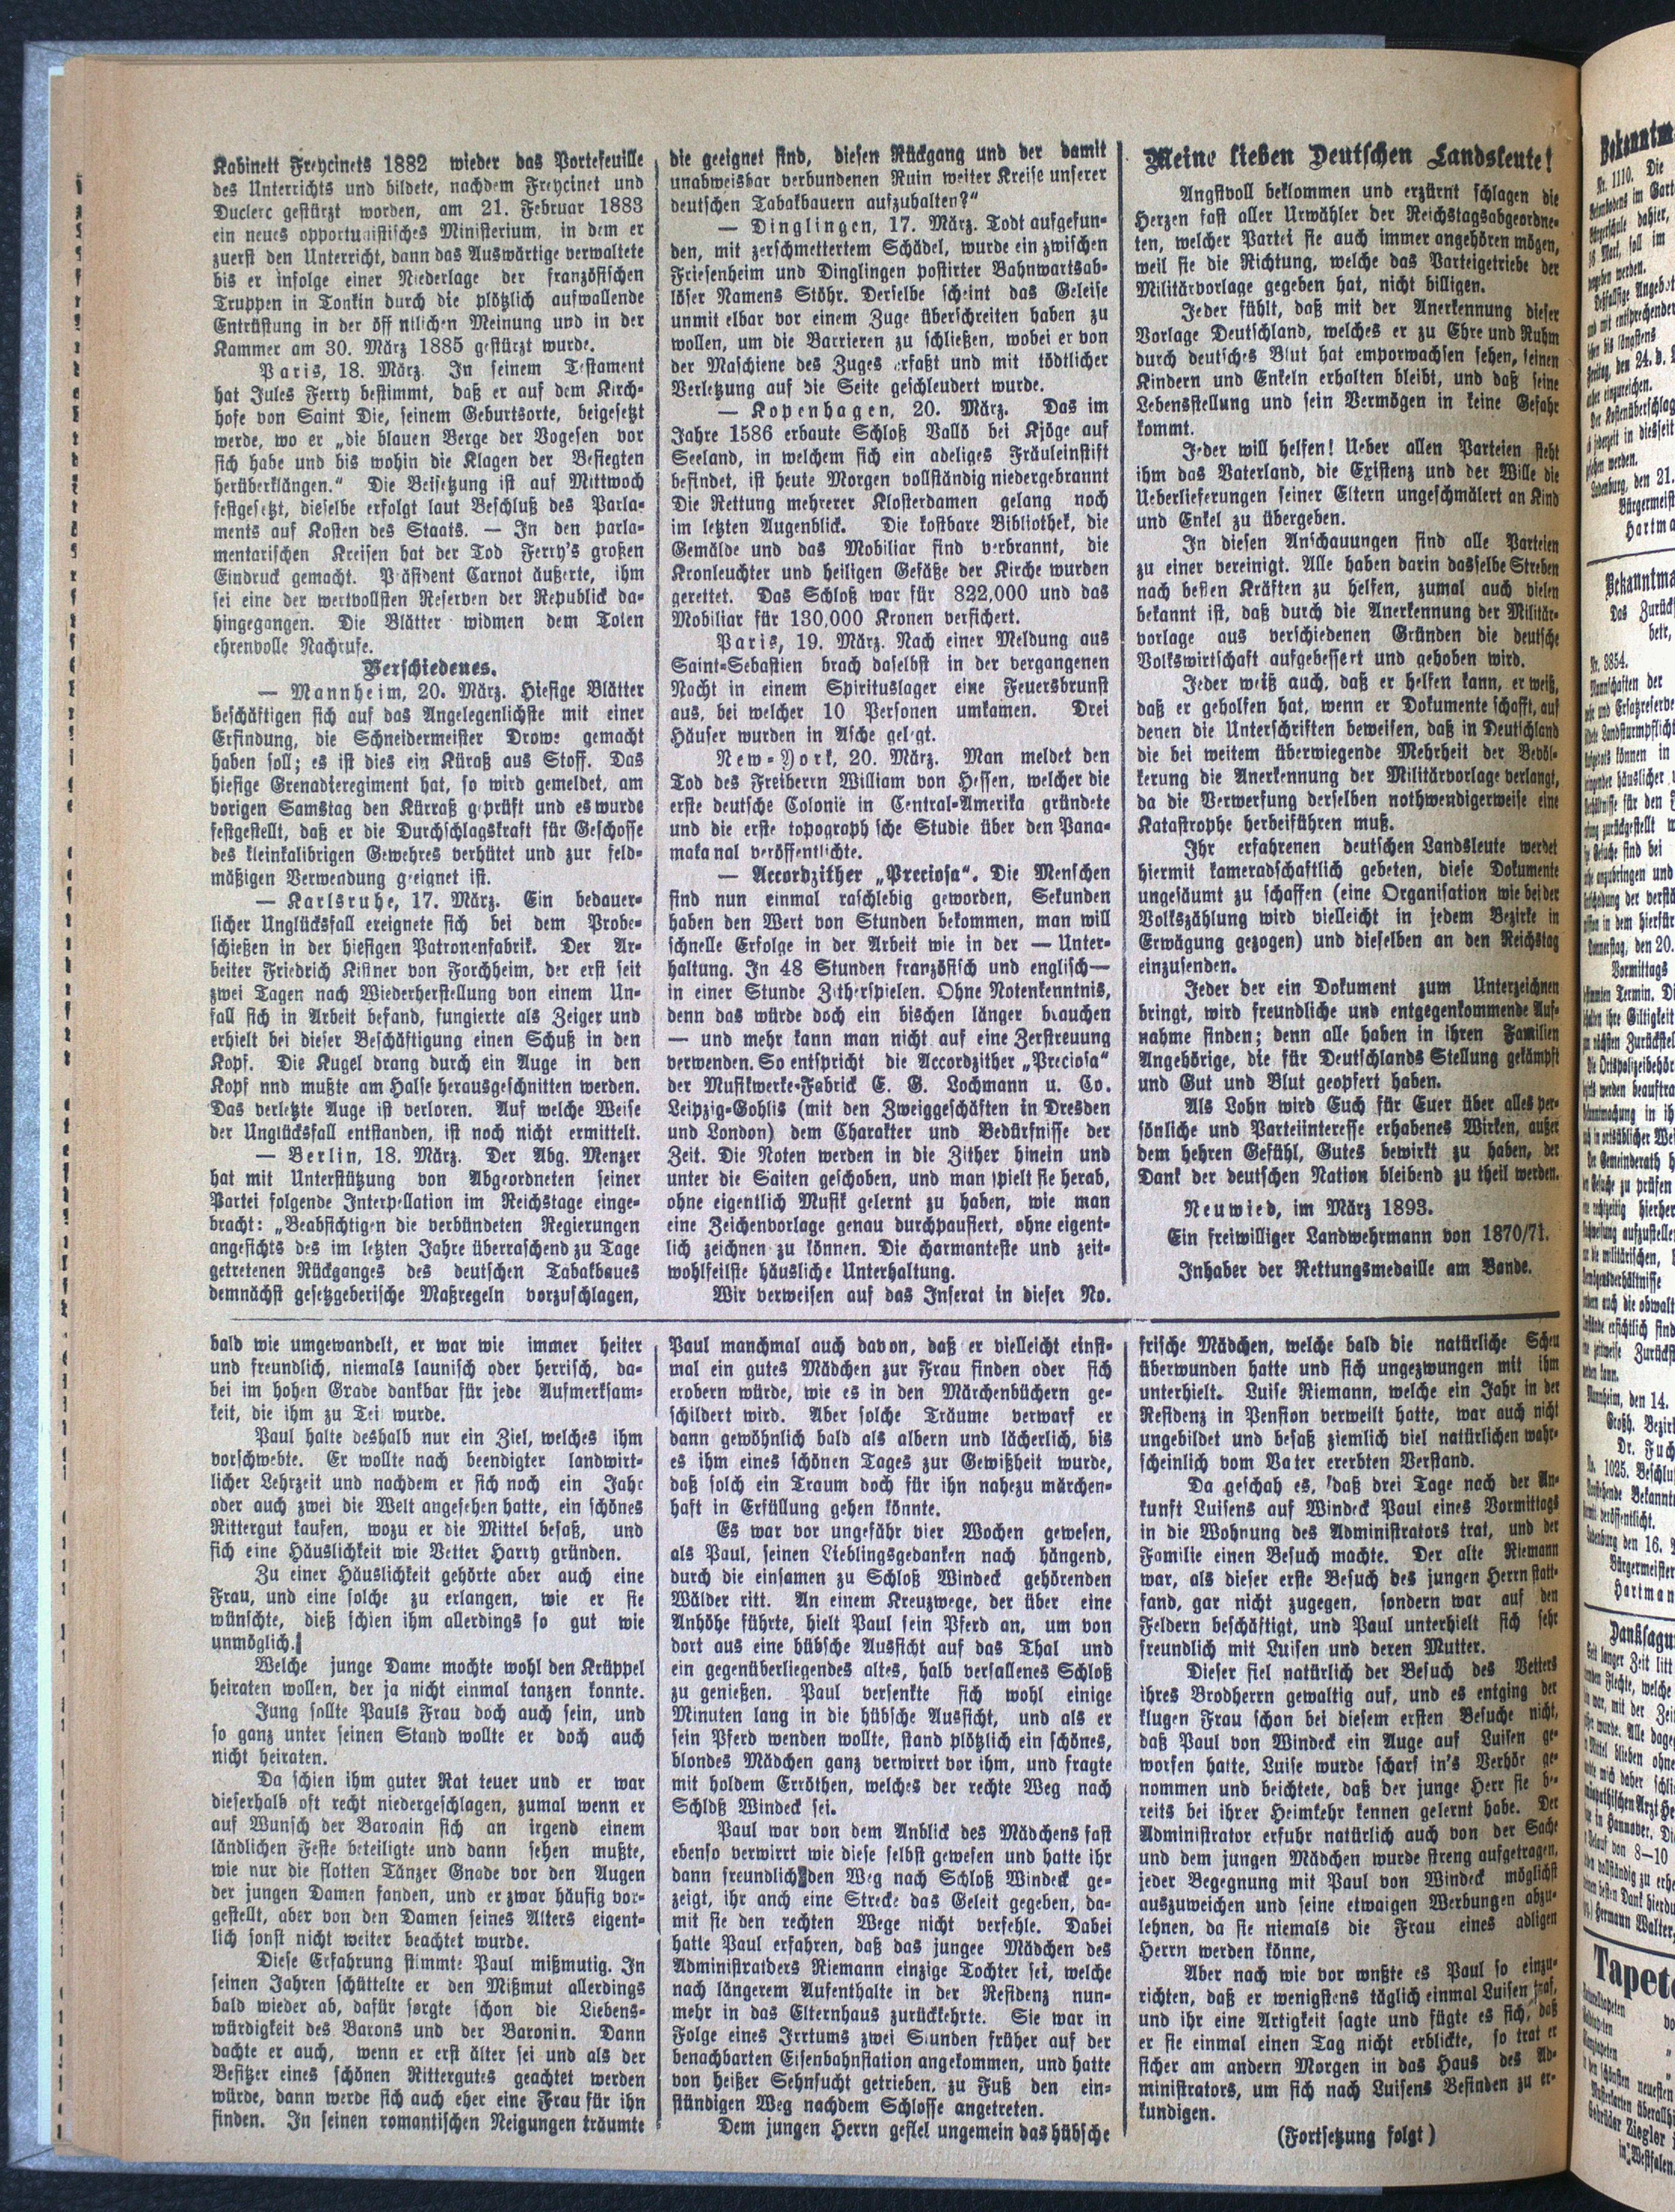 Kabinett Freycinets 1882 wieder das Portefeuille
des Unterrichts und bildete, nachdem Freycinet und
Duclerc gestürzt worden, am 21. Februar 1883
ein neues opportunistisches Ministerium, in dem er
zuerst den Unterricht, dann das Auswärtige verwaltete
bis er infolge einer Niederlage der französischen
Truppen in Tonkin durch die plötzlich aufwallende
Entrüstung in der öff ntlichen Meinung und in der
Kammer am 30. März 1885 gestürzt wurde.
Paris, 18. März. In seinem Testament
hat Jules Ferry bestimmt, daß er auf dem Kirch-
hofe von Saint Die, seinem Geburtsorte, beigesetzt
werde, wo er „die blauen Berge der Vogesen vor
sich habe und bis wohin die Klagen der Besiegten
herüberklängen." Die Beisetzung ist auf Mittwoch
festgesetzt, dieselbe erfolgt laut Beschluß des Parla-
ments auf Kosten des Staats. — In den parla-
mentarischen Kreisen hat der Tod Ferry's großen
Eindruck gemacht. Präsident Carnot äußerte, ihm
sei eine der wertvollsten Reserven der Republick da-
hingegangen. Die Blätter widmen dem Toten
ehrenvolle Nachrufe.
Verschiedenes.
— Mannheim, 20. März. Hiesige Blätter
beschäftigen sich auf das Angelegenlichste mit einer
Erfindung, die Schneidermeister Drowe gemacht
haben soll; es ist dies ein Küraß aus Stoff. Das
hiesige Grenadieregiment hat, so wird gemeldet, am
vorigen Samstag den Kürraß geprüft und es wurde
festgestellt, daß er die Durchschlagskraft für Geschosse
des kleinkalibrigen Gewehres verhütet und zur feld-
mäßigen Verwendung geeignet ist.
— Karlsruhe, 17. März. Ein bedauer-
licher Unglücksfall ereignete sich bei dem Probe-
schießen in der hiesigen Patronenfabrik. Der Ar-
beiter Friedrich Kistner von Forchheim, der erst seit
zwei Tagen nach Wiederherstellung von einem Un-
fall sich in Arbeit befand, fungierte als Zeiger und
erhielt bei dieser Beschäftigung einen Schuß in den
Kopf. Die Kugel drang durch ein Auge in den
Kopf nnd mußte am Halse herausgeschnitten werden.
Das verletzte Auge ist verloren. Auf welche Weise
der Unglücksfall entstanden, ist noch nicht ermittelt.
— Berlin, 18. März. Der Abg. Menzer
hat mit Unterstützung von Abgeordneten seiner
Partei folgende Interpellation im Reichstage einge-
bracht: „Beabsichtigen die verbündeten Regierungen
angesichts des im letzten Jahre überraschend zu Tage
getretenen Rückganges des deutschen Tabakbaues
demnächst gesetzgeberische Maßregeln vorzuschlagen,
die geeignet sind, diesen Rückgang und der damit
unabweisbar verbundenen Ruin weiter Kreise unserer
deutschen Tabakbauern aufzuhalten?"
— Dinglingen, 17. März. Todt aufgefun-
den, mit zerschmettertem Schädel, wurde ein zwischen
Friesenheim und Dinglingen postirter Bahnwartsab-
löser Namens Stöhr. Derselbe scheint das Geleise
unmit elbar vor einem Zuge überschreiten haben zu
wollen, um die Barrieren zu schließen, wobei er von
der Maschiene des Zuges erfaßt und mit tödtlicher
Verletzung auf die Seite geschleudert wurde.
— Kopenhagen, 20. März. Das im
Jahre 1586 erbaute Schloß Vallö bei Kjöge auf
Seeland, in welchem sich ein adeliges Fräuleinstift
befindet, ist heute Morgen vollständig niedergebrannt
Die Rettung mehrerer Klosterdamen gelang noch
im letzten Augenblick. Die kostbare Bibliothek, die
Gemälde und das Mobiliar sind verbrannt, die
Kronleuchter und heiligen Gefäße der Kirche wurden
gerettet. Das Schloß war für 822,000 und das
Mobiliar für 130,000 Kronen versichert.
Paris, 19. März. Nach einer Meldung aus
Saint-Sebastien brach daselbst in der vergangenen
Nacht in einem Spirituslager eine Feuersbrunst
aus, bei welcher 10 Personen umkamen. Drei
Häuser wurden in Asche gelegt.
New-York, 20. März. Man meldet den
Tod des Freiherrn William von Hessen, welcher die
erste deutsche Colonie in Central-Amerika gründete
und die erste topograph sche Studie über den Pana-
maka nal veröffentlichte.
— Accordzither „Preciosa". Die Menschen
sind nun einmal raschlebig geworden, Sekunden
haben den Wert von Stunden bekommen, man will
schnelle Erfolge in der Arbeit wie in der — Unter-
haltung. In 48 Stunden französisch und englisch—
in einer Stunde Zitherspielen. Ohne Notenkenntnis,
denn das würde doch ein bischen länger brauchen
— und mehr kann man nicht auf eine Zerstreuung
verwenden. So entspricht die Accordzither „Preciosa"
der Musikwerke-Fabrick E. G. Lochmann u. Co.
Leipzig-Gohlis (mit den Zweiggeschäften in Dresden
und London) dem Charakter und Bedürfnisse der
Zeit. Die Noten werden in die Zither hinein und
unter die Saiten geschoben, und man spielt sie herab,
ohne eigentlich Musik gelernt zu haben, wie man
eine Zeichenvorlage genau durchpausiert, ohne eigent-
lich zeichnen zu können. Die charmanteste und zeit-
wohlfeilste häusliche Unterhaltung.
Wir verweisen auf das Inserat in dieser No.
Meine lieben Deutschen Landsleute!
Angstvoll beklommen und erzürnt schlagen die
Herzen fast aller Urwähler der Reichstagsabgeordne-
ten, welcher Partei sie auch immer angehören mögen,
weil sie die Richtung, welche das Parteigetriebe der
Militärvorlage gegeben hat, nicht billigen.
Jeder fühlt, daß mit der Anerkennung dieser
Vorlage Deutschland, welches er zu Ehre und Ruhm
durch deutsches Blut hat emporwachsen sehen, seinen
Kindern und Enkeln erhalten bleibt, und daß seine
Lebensstellung und sein Vermögen in keine Gefahr
kommt.
Jeder will helfen! Ueber allen Parteien steht
ihm das Vaterland, die Existenz und der Wille die
Ueberlieferungen seiner Eltern ungeschmälert an Kind
und Enkel zu übergeben.
In diesen Anschauungen sind alle Parteien
zu einer vereinigt. Alle haben darin dasselbe Streben
nach besten Kräften zu helfen, zumal auch vielen
bekannt ist, daß durch die Anerkennung der Militär-
vorlage aus verschiedenen Gründen die deutsche
Volkswirtschaft aufgebessert und gehoben wird.
Jeder weiß auch, daß er helfen kann, er weiß,
daß er geholfen hat, wenn er Dokumente schafft, auf
denen die Unterschriften beweisen, daß in Deutschland
die bei weitem überwiegende Mehrheit der Bevöl-
kerung die Anerkennung der Militärvorlage verlangt,
da die Verwerfung derselben nothwendigerweise eine
Katastrophe herbeiführen muß.
Ihr erfahrenen deutschen Landsleute werdet
hiermit kameradschaftlich gebeten, diese Dokumente
ungesäumt zu schaffen (eine Organisation wie bei der
Volkszählung wird vielleicht in jedem Bezirke in
Erwägung gezogen) und dieselben an den Reichstag
einzusenden.
Jeder der ein Dokument zum Unterzeichnen
bringt, wird freundliche und entgegenkommende Auf-
nahme finden; denn alle haben in ihren Familien
Angehörige, die für Deutschlands Stellung gekämpft
und Gut und Blut geopfert haben.
Als Lohn wird Euch für Euer über alles per-
sönliche und Parteiinteresse erhabenes Wirken, außer
dem hehren Gefühl, Gutes bewirkt zu haben, der
Dank der deutschen Nation bleibend zu theil werden.
Neuwied, im März 1893.
Ein freiwilliger Landwehrmann von 1870/71.
Inhaber der Rettungsmedaille am Bande.
bald wie umgewandelt, er war wie immer heiter
und freundlich, niemals launisch oder herrisch, da-
bei im hohen Grade dankbar für jede Aufmerksam-
keit, die ihm zu Teil wurde.
Paul halte deshalb nur ein Ziel, welches ihm
vorschwebte. Er wollte nach beendigter landwirt-
licher Lehrzeit und nachdem er sich noch ein Jahr
oder auch zwei die Welt angesehen hatte, ein schönes
Rittergut kaufen, wozu er die Mittel besaß, und
sich eine Häuslichkeit wie Vetter Harry gründen.
Zu einer Häuslichkeit gehörte aber auch eine
Frau, und eine solche zu erlangen, wie er sie
wünschte, dieß schien ihm allerdings so gut wie
unmöglich.
Welche junge Dame mochte wohl den Krüppel
heiraten wollen, der ja nicht einmal tanzen konnte.
Jung sollte Pauls Frau doch auch sein, und
so ganz unter seinen Stand wollte er doch auch
nicht heiraten.
Da schien ihm guter Rat teuer und er war
dieserhalb oft recht niedergeschlagen, zumal wenn er
auf Wunsch der Baronin sich an irgend einem
ländlichen Feste beteiligte und dann sehen mußte,
wie nur die flotten Tänzer Gnade vor den Augen
der jungen Damen fanden, und er zwar häufig vor-
gestellt, aber von den Damen seines Alters eigent-
lich sonst nicht weiter beachtet wurde.
Diese Erfahrung stimmte Paul mißmutig. In
seinen Jahren schüttelte er den Mißmut allerdings
bald wieder ab, dafür sorgte schon die Liebens-
würdigkeit des Barons und der Baronin. Dann
dachte er auch, wenn er erst älter sei und als der
Besitzer eines schönen Rittergutes geachtet werden
würde, dann werde sich auch eher eine Frau für ihn
finden. In seinen romantischen Neigungen träumte
Paul manchmal auch davon, daß er vielleicht einst-
mal ein gutes Mädchen zur Frau finden oder sich
erobern würde, wie es in den Märchenbüchern ge-
schildert wird. Aber solche Träume verwarf er
dann gewöhnlich bald als albern und lächerlich, bis
es ihm eines schönen Tages zur Gewißheit wurde,
daß solch ein Traum doch für ihn nahezu märchen-
haft in Erfüllung gehen könnte.
Es war vor ungefähr vier Wochen gewesen,
als Paul, seinen Lieblingsgedanken nach hängend,
durch die einsamen zu Schloß Windeck gehörenden
Wälder ritt. An einem Kreuzwege, der über eine
Anhöhe führte, hielt Paul sein Pferd an, um von
dort aus eine hübsche Aussicht auf das Thal und
ein gegenüberliegendes altes, halb verfallenes Schloß
zu genießen. Paul versenkte sich wohl einige
Minuten lang in die hübsche Aussicht, und als er
sein Pferd wenden wollte, stand plötzlich ein schönes,
blondes Mädchen ganz verwirrt vor ihm, und fragte
mit holdem Erröthen, welches der rechte Weg nach
Schloß Windeck sei.
Paul war von dem Anblick des Mädchens fast
ebenso verwirrt wie diese selbst gewesen und hatte ihr
dann freundlich den Weg nach Schloß Windeck ge-
zeigt, ihr anch eine Strecke das Geleit gegeben, da-
mit sie den rechten Wege nicht verfehle. Dabei
hatte Paul erfahren, daß das jungee Mädchen des
Administraiders Riemann einzige Tochter sei, welche
nach längerem Aufenthalte in der Residenz nun-
mehr in das Elternhaus zurückkehrte. Sie war in
Folge eines Irrtums zwei Stunden früher auf der
benachbarten Eisenbahnstation angekommen, und hatte
von heißer Sehnsucht getrieben, zu Fuß den ein-
stündigen Weg nachdem Schlosse angetreten.
Dem jungen Herrn gefiel ungemein das hübsche
frische Mädchen, welche bald die natürliche Scheu
überwunden hatte und sich ungezwungen mit ihm
unterhielt. Luise Riemann, welche ein Jahr in der
Residenz in Pension verweilt hatte, war auch nicht
ungebildet und besaß ziemlich viel natürlichen wahr-
scheinlich vom Vater ererbten Verstand.
Da geschah es, daß drei Tage nach der An-
kunft Luisens auf Windeck Paul eines Vormittags
in die Wohnung des Administrators trat, und der
Familie einen Besuch machte. Der alte Riemann
war, als dieser erste Besuch des jungen Herrn statt-
fand, gar nicht zugegen, sondern war auf den
Feldern beschäftigt, und Paul unterhielt sich sehr
freundlich mit Luisen und deren Mutter.
Dieser fiel natürlich der Besuch des Vetters
ihres Brodherrn gewaltig auf, und es entging der
klugen Frau schon bei diesem ersten Besuche nicht,
daß Paul von Windeck ein Auge auf Luisen ge-
worfen hatte, Luise wurde scharf in's Verhör ge-
nommen und beichtete, daß der junge Herr sie be-
reits bei ihrer Heimkehr kennen gelernt habe. Der
Administrator erfuhr natürlich auch von der Sache
und dem jungen Mädchen wurde streng aufgetragen,
jeder Begegnung mit Paul von Windeck möglichst
auszuweichen und seine etwaigen Werbungen abzu-
lehnen, da sie niemals die Frau eines adligen
Herrn werden könne,
Aber nach wie vor wnßte es Paul so einzu-
richten, daß er wenigstens täglich einmal Luisen traf,
und ihr eine Artigkeit sagte und fügte es sich, daß
er sie einmal einen Tag nicht erblickte, so trat er
sicher am andern Morgen in das Haus des Ad-
ministrators, um sich nach Luisens Befinden zu er-
kundigen.
(Fortsetzung folgt)
Nr. 1110. Die
Ladenburg, den 21.
Bürgermeist
Hartma
Das Zurück
betr,
Nr. 8854.
Donnerstag, den 20.
Vormittags
Mannheim, den 14.
Großh. Bezir
Dr. Fuch
No. 1025. Beschlu
Ladenburg den 16.
Bürgermeister
Hartman
Danksagu
Hermann Walter,
Tapet
Gebrüder Ziegler
in Westfalen.